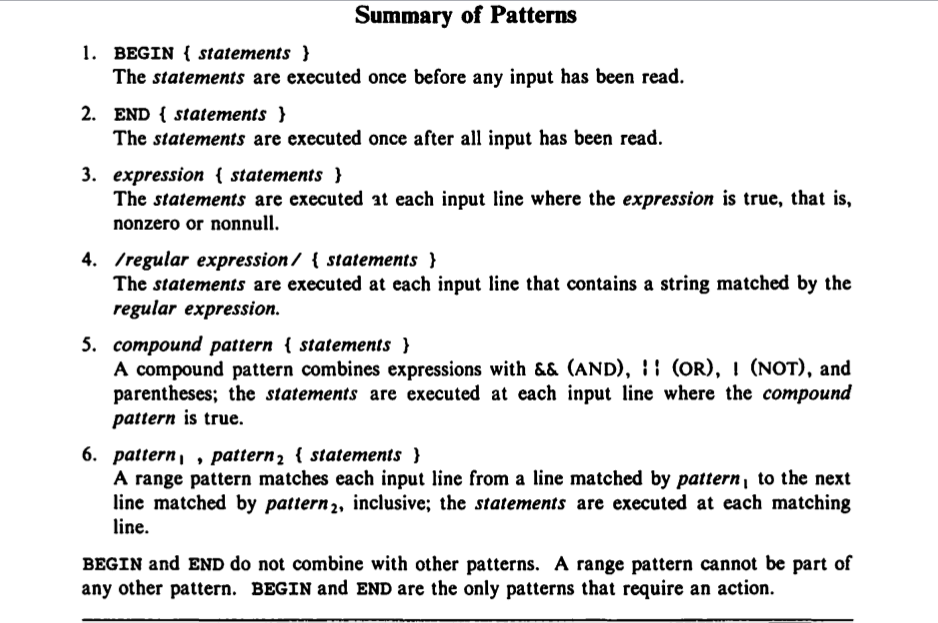 Summary of Patterns
1. BEGIN { statements }
The statements are executed once before any input has been read.
2. END { statements }
The statements are executed once after all input has been read.
3. expression { statements }
The statements are executed at each input line where the expression is true, that is,
nonzero or nonnull.
4. /regular expression/ { statements }
The statements are executed at each input line that contains a string matched by the
regular expression.
5. compound pattern { statements }
A compound pattern combines expressions with && (AND), || (OR), ! (NOT), and
parentheses; the statements are executed at each input line where the compound
pattern is true.
6. pattern₁ , pattern₂ { statements }
A range pattern matches each input line from a line matched by pattern₁ to the next
line matched by pattern₂, inclusive; the statements are executed at each matching
line.
BEGIN and END do not combine with other patterns. A range pattern cannot be part of
any other pattern. BEGIN and END are the only patterns that require an action.